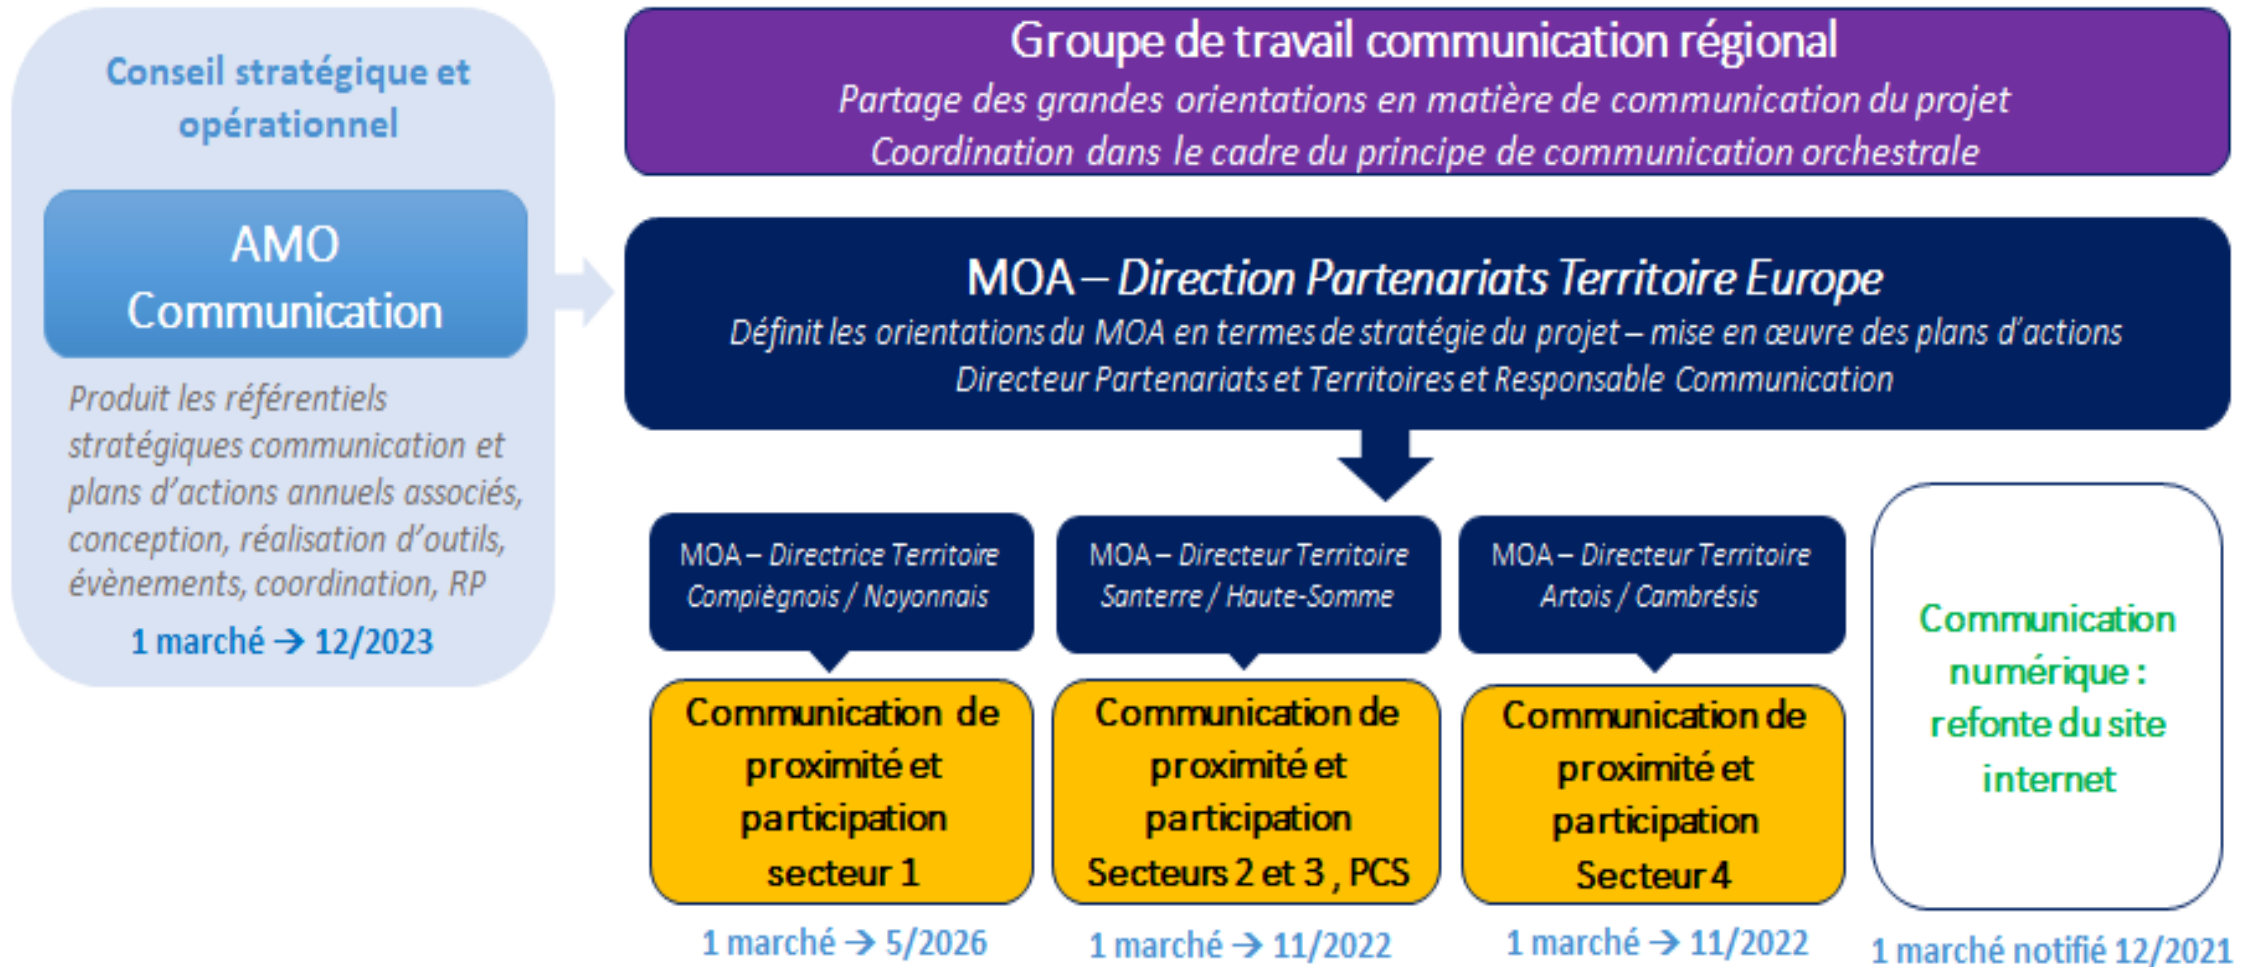 Conseil stratégique et
opérationnel
AMO
Communication
Produit les référentiels
stratégiques communication et
plans d’actions annuels associés,
conception, réalisation d’outils,
évènements, coordination, RP
1 marché → 12/2023
Groupe de travail communication régional
Partage des grandes orientations en matière de communication du projet
Coordination dans le cadre du principe de communication orchestrale
MOA – Direction Partenariats Territoire Europe
Définit les orientations du MOA en termes de stratégie du projet – mise en œuvre des plans d’actions
Directeur Partenariats et Territoires et Responsable Communication
MOA – Directrice Territoire
Compiègnois / Noyonnais
Communication de
proximité et
participation
secteur 1
1 marché → 5/2026
MOA – Directeur Territoire
Santerre / Haute-Somme
Communication de
proximité et
participation
Secteurs 2 et 3 , PCS
1 marché → 11/2022
MOA – Directeur Territoire
Artois / Cambrésis
Communication de
proximité et
participation
Secteur 4
1 marché → 11/2022
Communication
numérique :
refonte du site
internet
1 marché notifié 12/2021